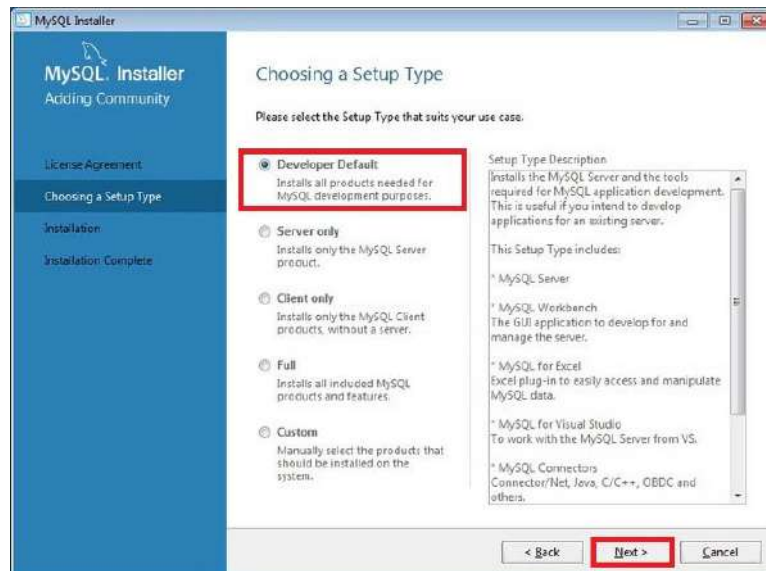 MySQL Installer
MySQL. Installer
Adding Community
License Agreement
Choosing a Setup Type
Installation
Installation Complete
Choosing a Setup Type
Please select the Setup Type that suits your use case.
Developer Default
Installs all products needed for
MySQL development purposes.
Server only
Installs only the MySQL Server
product.
Client only
Installs only the MySQL Client
products, without a server.
Full
Installs all included MySQL
products and features.
Custom
Manually select the products that
should be installed on the
system.
Setup Type Description
Installs the MySQL Server and the tools
required for MySQL application development.
This is useful if you intend to develop
applications for an existing server.
This Setup Type includes:
* MySQL Server
* MySQL Workbench
The GUI application to develop for and
manage the server.
* MySQL for Excel
Excel plug-in to easily access and manipulate
MySQL data.
* MySQL for Visual Studio
To work with the MySQL Server from VS.
* MySQL Connectors
Connector/Net, Java, C/C++, OBDC and
others.
< Back
Next >
Cancel